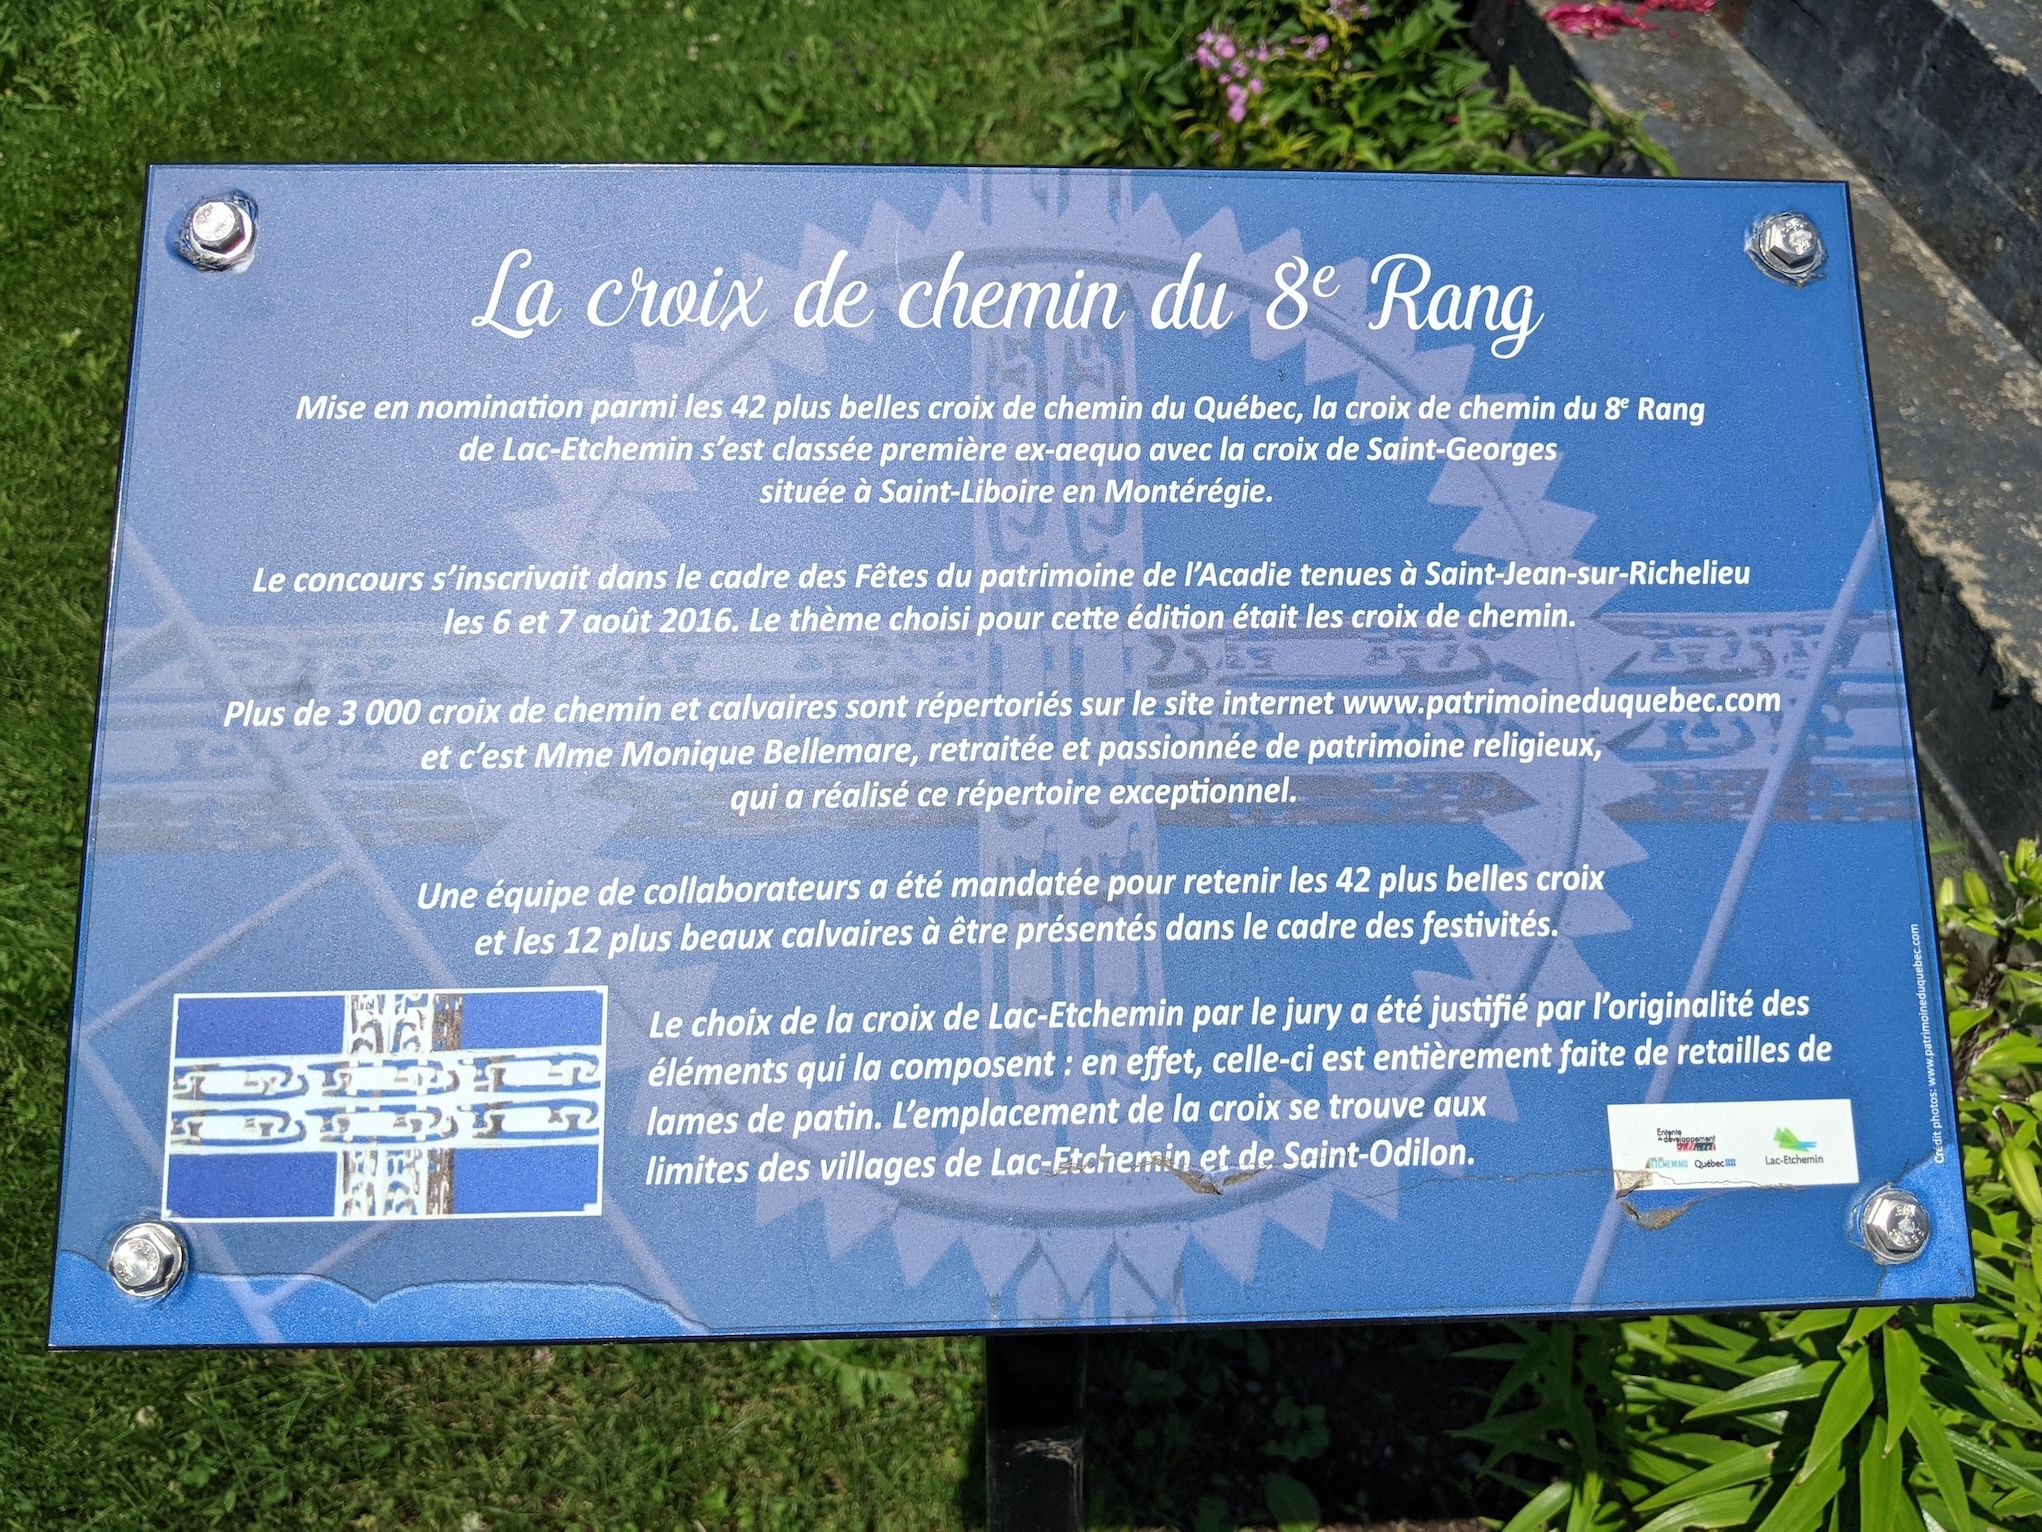 La croix de chemin du 8e Rang
Mise en nomination parmi les 42 plus belles croix de chemin du Québec, la croix de chemin du 8e Rang
de Lac-Etchemin s’est classée première ex-aequo avec la croix de Saint-Georges
située à Saint-Liboire en Montérégie.
Le concours s’inscrivait dans le cadre des Fêtes du patrimoine de l’Acadie tenues à Saint-Jean-sur-Richelieu
les 6 et 7 août 2016. Le thème choisi pour cette édition était les croix de chemin.
Plus de 3 000 croix de chemin et calvaires sont répertoriés sur le site internet www.patrimoineduquebec.com
et c’est Mme Monique Bellemare, retraitée et passionnée de patrimoine religieux,
qui a réalisé ce répertoire exceptionnel.
Une équipe de collaborateurs a été mandatée pour retenir les 42 plus belles croix
et les 12 plus beaux calvaires à être présentés dans le cadre des festivités.
Le choix de la croix de Lac-Etchemin par le jury a été justifié par l’originalité des
éléments qui la composent : en effet, celle-ci est entièrement faite de retailles de
lames de patin. L’emplacement de la croix se trouve aux
limites des villages de Lac-Etchemin et de Saint-Odilon.
Entente
de développement
ETCHEMINS Québec
Lac-Etchemin
Crédit photos: www.patrimoineduquebec.com